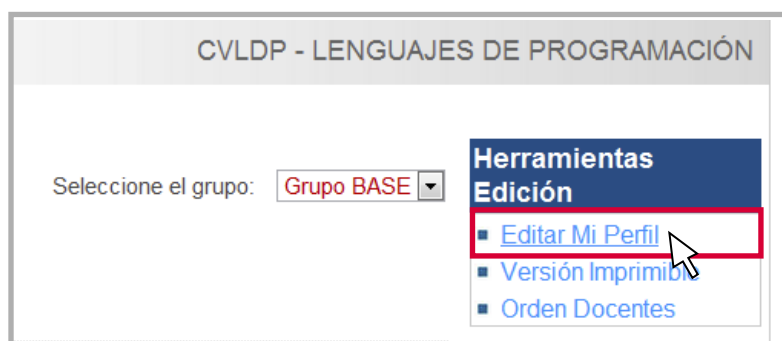 CVLDP - LENGUAJES DE PROGRAMACIÓN
Seleccione el grupo: Grupo BASE
Herramientas
Edición
Editar Mi Perfil
Versión Imprimible
Orden Docentes